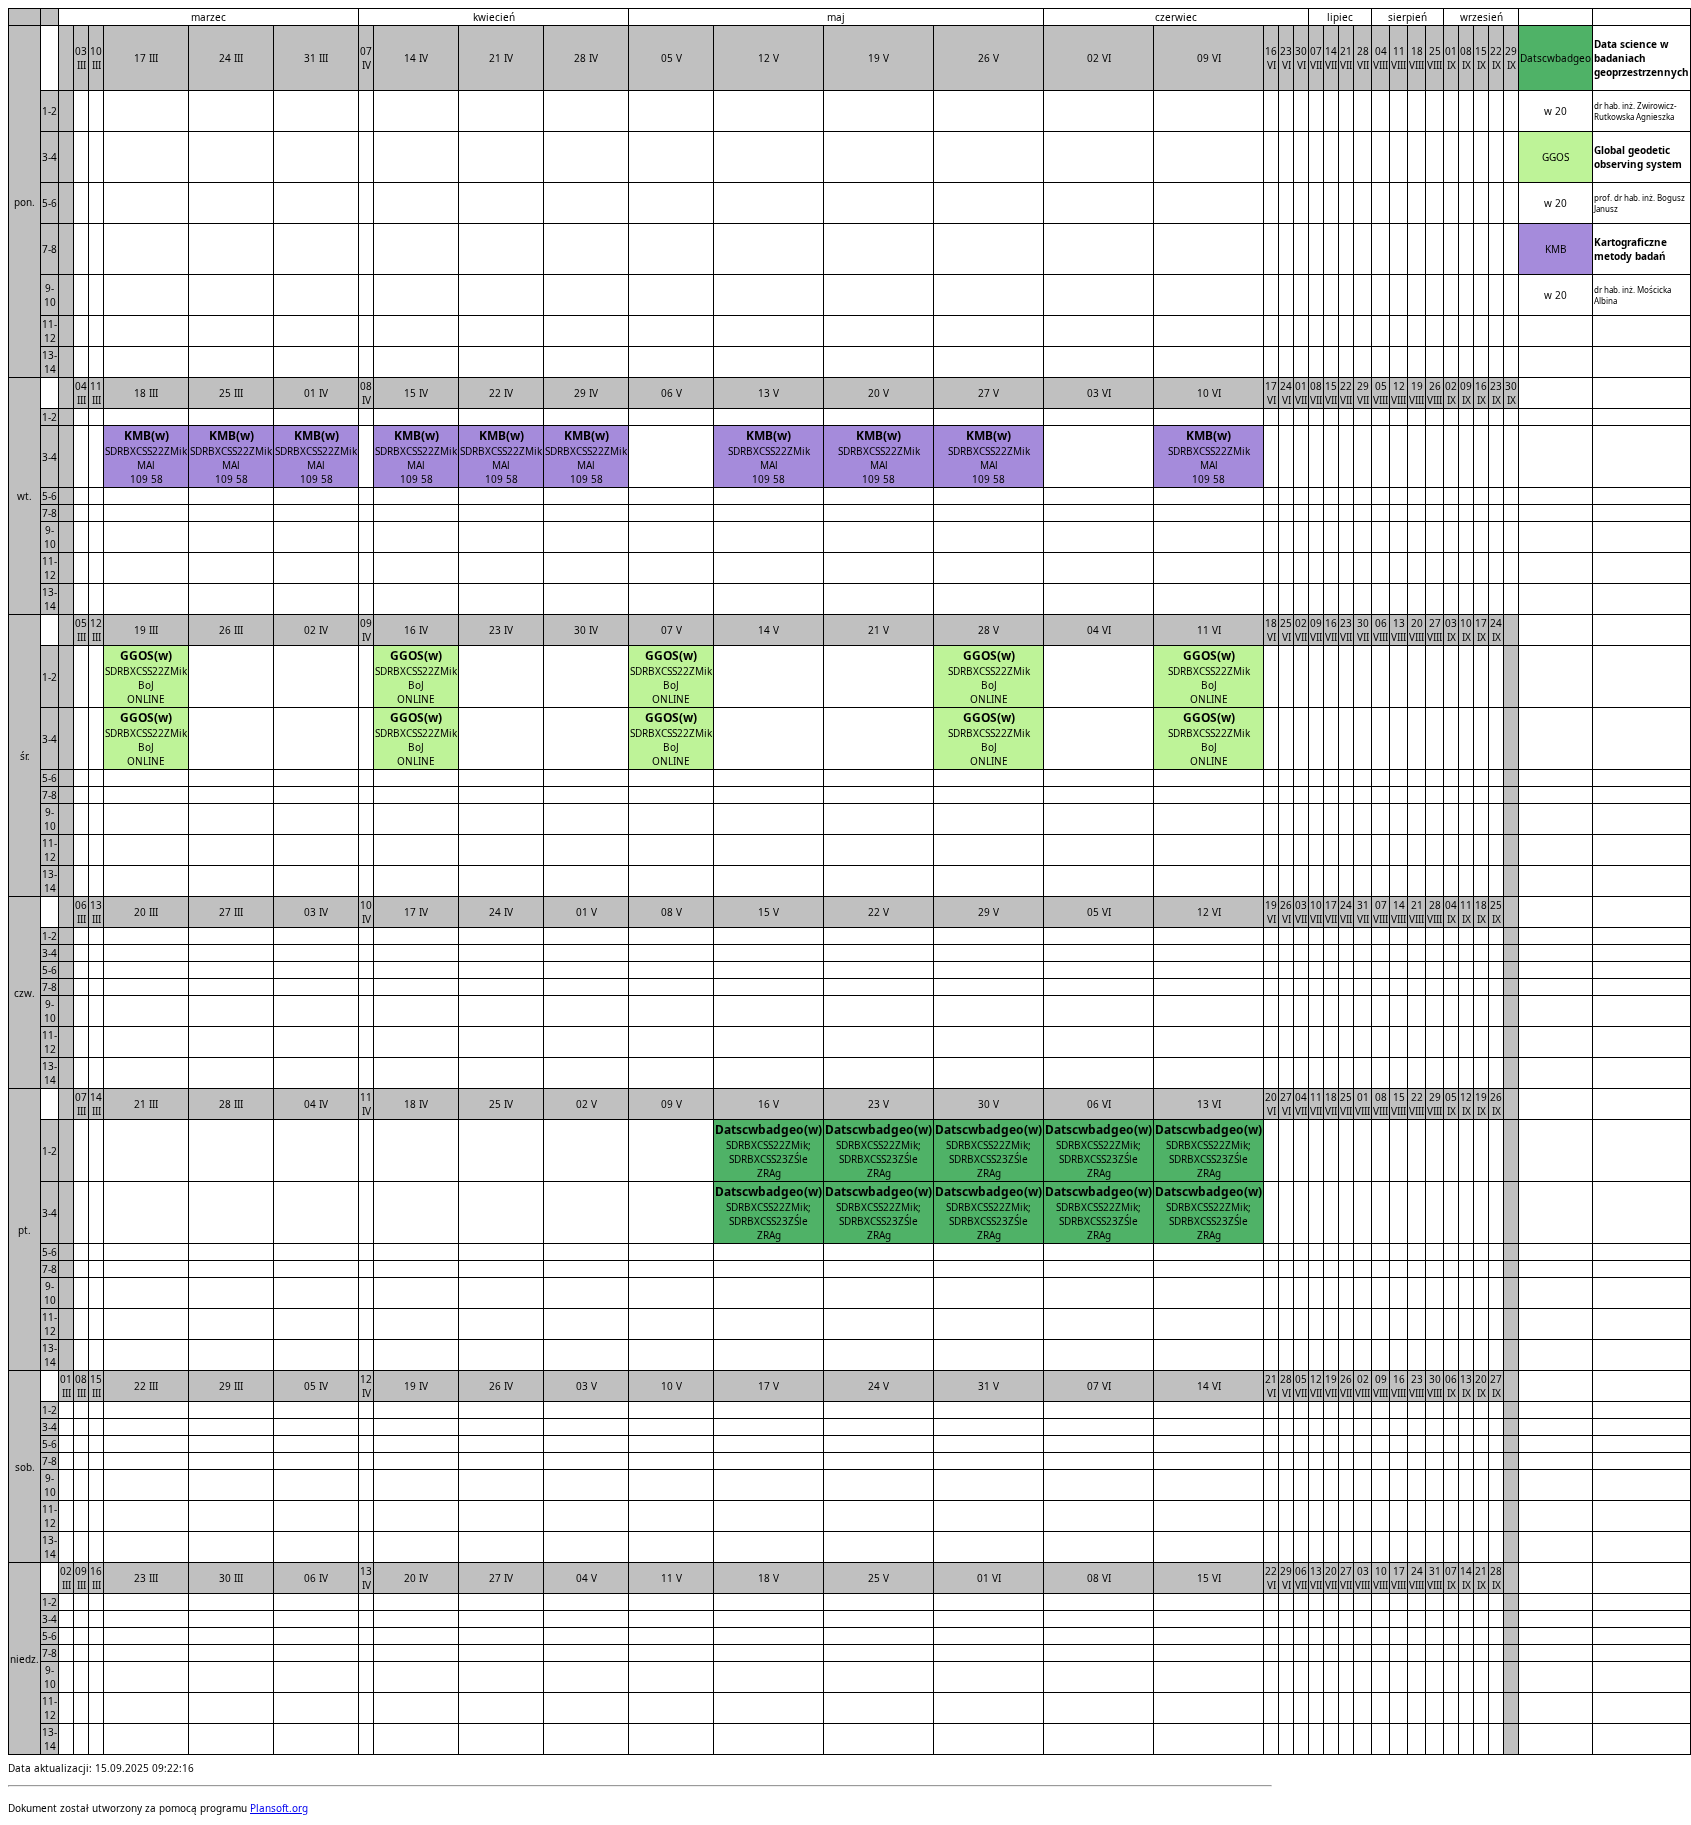 marzec kwiecień maj czerwiec lipiec sierpień wrzesień
pon. 03 III 10 III 17 III 24 III 31 III 07 IV 14 IV 21 IV 28 IV 05 V 12 V 19 V 26 V 02 VI 09 VI 16 VI 23 VI 30 VI 07 VII 14 VII 21 VII 28 VII 04 VIII 11 VIII 18 VIII 25 VIII 01 IX 08 IX 15 IX 22 IX 29 IX Datscwbadgeo Data science w badaniach geoprzestrzennych
1-2 w 20 dr hab. inż. Zwirowicz-Rutkowska Agnieszka
3-4 GGOS Global geodetic observing system
5-6 w 20 prof. dr hab. inż. Bogusz Janusz
7-8 KMB Kartograficzne metody badań
9-10 w 20 dr hab. inż. Mościcka Albina
11-12
13-14
wt. 04 III 11 III 18 III 25 III 01 IV 08 IV 15 IV 22 IV 29 IV 06 V 13 V 20 V 27 V 03 VI 10 VI 17 VI 24 VI 01 VII 08 VII 15 VII 22 VII 29 VII 05 VIII 12 VIII 19 VIII 26 VIII 02 IX 09 IX 16 IX 23 IX 30 IX
1-2
3-4
KMB(w) KMB(w) KMB(w) KMB(w) KMB(w) KMB(w) KMB(w) KMB(w) KMB(w) KMB(w)
SDRBXCSS22ZMik SDRBXCSS22ZMik SDRBXCSS22ZMik SDRBXCSS22ZMik SDRBXCSS22ZMik SDRBXCSS22ZMik SDRBXCSS22ZMik SDRBXCSS22ZMik SDRBXCSS22ZMik SDRBXCSS22ZMik
MAl MAl MAl MAl MAl MAl MAl MAl MAl MAl
109 58 109 58 109 58 109 58 109 58 109 58 109 58 109 58 109 58 109 58
5-6
7-8
9-10
11-12
13-14
śr. 05 III 12 III 19 III 26 III 02 IV 09 IV 16 IV 23 IV 30 IV 07 V 14 V 21 V 28 V 04 VI 11 VI 18 VI 25 VI 02 VII 09 VII 16 VII 23 VII 30 VII 06 VIII 13 VIII 20 VIII 27 VIII 03 IX 10 IX 17 IX 24 IX
1-2
GGOS(w) GGOS(w) GGOS(w) GGOS(w) GGOS(w)
SDRBXCSS22ZMik SDRBXCSS22ZMik SDRBXCSS22ZMik SDRBXCSS22ZMik SDRBXCSS22ZMik
BoJ BoJ BoJ BoJ BoJ
ONLINE ONLINE ONLINE ONLINE ONLINE
3-4
GGOS(w) GGOS(w) GGOS(w) GGOS(w) GGOS(w)
SDRBXCSS22ZMik SDRBXCSS22ZMik SDRBXCSS22ZMik SDRBXCSS22ZMik SDRBXCSS22ZMik
BoJ BoJ BoJ BoJ BoJ
ONLINE ONLINE ONLINE ONLINE ONLINE
5-6
7-8
9-10
11-12
13-14
czw. 06 III 13 III 20 III 27 III 03 IV 10 IV 17 IV 24 IV 01 V 08 V 15 V 22 V 29 V 05 VI 12 VI 19 VI 26 VI 03 VII 10 VII 17 VII 24 VII 31 VII 07 VIII 14 VIII 21 VIII 28 VIII 04 IX 11 IX 18 IX 25 IX
1-2
3-4
5-6
7-8
9-10
11-12
13-14
pt. 07 III 14 III 21 III 28 III 04 IV 11 IV 18 IV 25 IV 02 V 09 V 16 V 23 V 30 V 06 VI 13 VI 20 VI 27 VI 04 VII 11 VII 18 VII 25 VII 01 VIII 08 VIII 15 VIII 22 VIII 29 VIII 05 IX 12 IX 19 IX 26 IX
1-2
Datscwbadgeo(w) Datscwbadgeo(w) Datscwbadgeo(w) Datscwbadgeo(w) Datscwbadgeo(w)
SDRBXCSS22ZMik; SDRBXCSS22ZMik; SDRBXCSS22ZMik; SDRBXCSS22ZMik; SDRBXCSS22ZMik;
SDRBXCSS23ZŚle SDRBXCSS23ZŚle SDRBXCSS23ZŚle SDRBXCSS23ZŚle SDRBXCSS23ZŚle
ZRAg ZRAg ZRAg ZRAg ZRAg
3-4
Datscwbadgeo(w) Datscwbadgeo(w) Datscwbadgeo(w) Datscwbadgeo(w) Datscwbadgeo(w)
SDRBXCSS22ZMik; SDRBXCSS22ZMik; SDRBXCSS22ZMik; SDRBXCSS22ZMik; SDRBXCSS22ZMik;
SDRBXCSS23ZŚle SDRBXCSS23ZŚle SDRBXCSS23ZŚle SDRBXCSS23ZŚle SDRBXCSS23ZŚle
ZRAg ZRAg ZRAg ZRAg ZRAg
5-6
7-8
9-10
11-12
13-14
sob. 01 III 08 III 15 III 22 III 29 III 05 IV 12 IV 19 IV 26 IV 03 V 10 V 17 V 24 V 31 V 07 VI 14 VI 21 VI 28 VI 05 VII 12 VII 19 VII 26 VII 02 VIII 09 VIII 16 VIII 23 VIII 30 VIII 06 IX 13 IX 20 IX 27 IX
1-2
3-4
5-6
7-8
9-10
11-12
13-14
niedz. 02 III 09 III 16 III 23 III 30 III 06 IV 13 IV 20 IV 27 IV 04 V 11 V 18 V 25 V 01 VI 08 VI 15 VI 22 VI 29 VI 06 VII 13 VII 20 VII 27 VII 03 VIII 10 VIII 17 VIII 24 VIII 31 VIII 07 IX 14 IX 21 IX 28 IX
1-2
3-4
5-6
7-8
9-10
11-12
13-14
Data aktualizacji: 15.09.2025 09:22:16
Dokument został utworzony za pomocą programu Plansoft.org